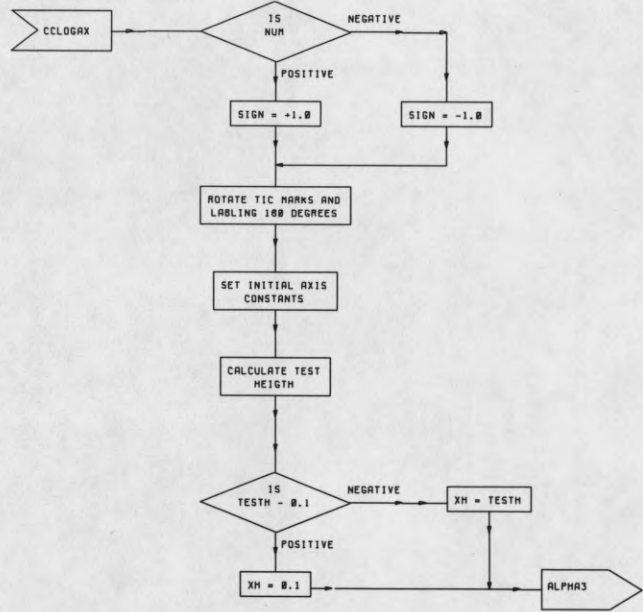 CCLOGAX
IS
NUM
NEGATIVE
POSITIVE
SIGN = +1.0
SIGN = -1.0
ROTATE TIC MARKS AND
LABLING 180 DEGREES
SET INITIAL AXIS
CONSTANTS
CALCULATE TEST
HEIGTH
IS
TESTH - 0.1
NEGATIVE
XH = TESTH
POSITIVE
XH = 0.1
ALPHA3